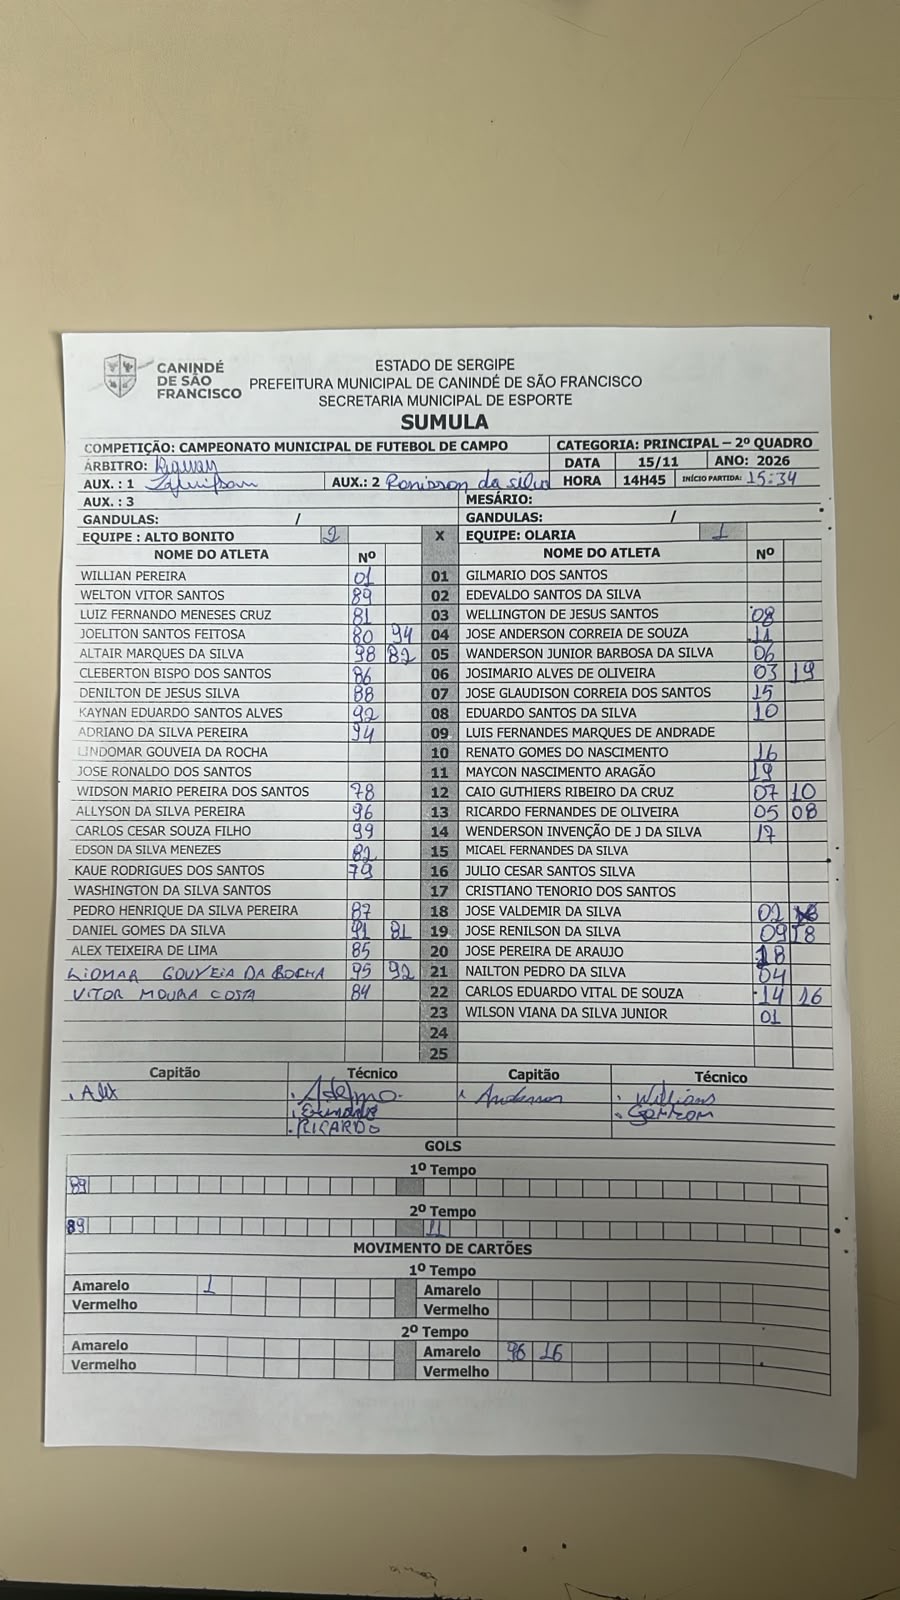 CANINDÉ
DE SÃO
FRANCISCO
ESTADO DE SERGIPE
PREFEITURA MUNICIPAL DE CANINDÉ DE SÃO FRANCISCO
SECRETARIA MUNICIPAL DE ESPORTE
SUMULA
COMPETIÇÃO: CAMPEONATO MUNICIPAL DE FUTEBOL DE CAMPO CATEGORIA: PRINCIPAL – 2º QUADRO
ÁRBITRO: DATA 15/11 ANO: 2026
AUX. : 1 AUX.: 2 Ronisson da silva HORA 14H45 INÍCIO PARTIDA: 15:34
AUX. : 3 MESÁRIO:
GANDULAS: / GANDULAS: /
EQUIPE : ALTO BONITO 2 X EQUIPE: OLARIA 1
NOME DO ATLETA Nº NOME DO ATLETA Nº
WILLIAN PEREIRA 01 01 GILMARIO DOS SANTOS
WELTON VITOR SANTOS 89 02 EDEVALDO SANTOS DA SILVA
LUIZ FERNANDO MENESES CRUZ 81 03 WELLINGTON DE JESUS SANTOS 08
JOELITON SANTOS FEITOSA 80 94 04 JOSE ANDERSON CORREIA DE SOUZA 11
ALTAIR MARQUES DA SILVA 98 82 05 WANDERSON JUNIOR BARBOSA DA SILVA 06
CLEBERTON BISPO DOS SANTOS 86 06 JOSIMARIO ALVES DE OLIVEIRA 03 19
DENILTON DE JESUS SILVA 88 07 JOSE GLAUDISON CORREIA DOS SANTOS 15
KAYNAN EDUARDO SANTOS ALVES 92 08 EDUARDO SANTOS DA SILVA 10
ADRIANO DA SILVA PEREIRA 94 09 LUIS FERNANDES MARQUES DE ANDRADE
LINDOMAR GOUVEIA DA ROCHA 10 RENATO GOMES DO NASCIMENTO 16
JOSE RONALDO DOS SANTOS 11 MAYCON NASCIMENTO ARAGÃO 19
WIDSON MARIO PEREIRA DOS SANTOS 78 12 CAIO GUTHIERS RIBEIRO DA CRUZ 07 10
ALLYSON DA SILVA PEREIRA 96 13 RICARDO FERNANDES DE OLIVEIRA 05 08
CARLOS CESAR SOUZA FILHO 99 14 WENDERSON INVENÇÃO DE J DA SILVA 17
EDSON DA SILVA MENEZES 82 15 MICAEL FERNANDES DA SILVA
KAUE RODRIGUES DOS SANTOS 79 16 JULIO CESAR SANTOS SILVA
WASHINGTON DA SILVA SANTOS 17 CRISTIANO TENORIO DOS SANTOS
PEDRO HENRIQUE DA SILVA PEREIRA 87 18 JOSE VALDEMIR DA SILVA 02
DANIEL GOMES DA SILVA 91 81 19 JOSE RENILSON DA SILVA 09 18
ALEX TEIXEIRA DE LIMA 85 20 JOSE PEREIRA DE ARAUJO 18
LIOMAR GOUVEIA DA ROCHA 95 92 21 NAILTON PEDRO DA SILVA 04
VITOR MOURA COSTA 84 22 CARLOS EDUARDO VITAL DE SOUZA 14 16
23 WILSON VIANA DA SILVA JUNIOR 01
24
25
Capitão Técnico Capitão Técnico
Alex Adelmo Anderson Willians
Gomrom
RICARDO
GOLS
1º Tempo
89
2º Tempo
89 11
MOVIMENTO DE CARTÕES
1º Tempo
Amarelo 1 Amarelo
Vermelho Vermelho
2º Tempo
Amarelo Amarelo 16
Vermelho Vermelho